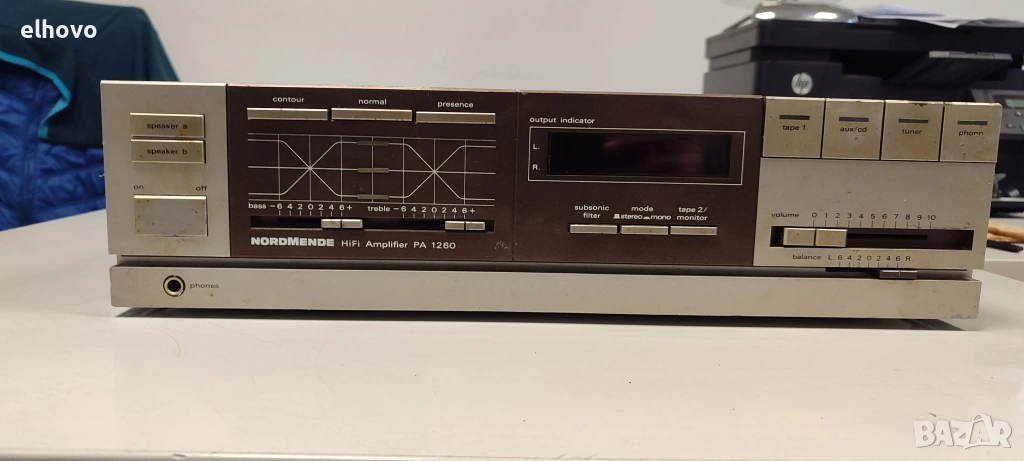 elhovo
hp
speaker a
speaker b
on off
contour normal presence
bass -6 4 2 0 2 4 6+ treble -6 4 2 0 2 4 6+
NORDMENDE HiFi Amplifier PA 1260
output indicator
L.
R.
subsonic filter
mode
stereo mono
tape 2/ monitor
tape 1 aux/cd tuner phono
volume 0 1 2 3 4 5 6 7 8 9 10
balance L 6 4 2 0 2 4 6 R.
phones
BAZAR